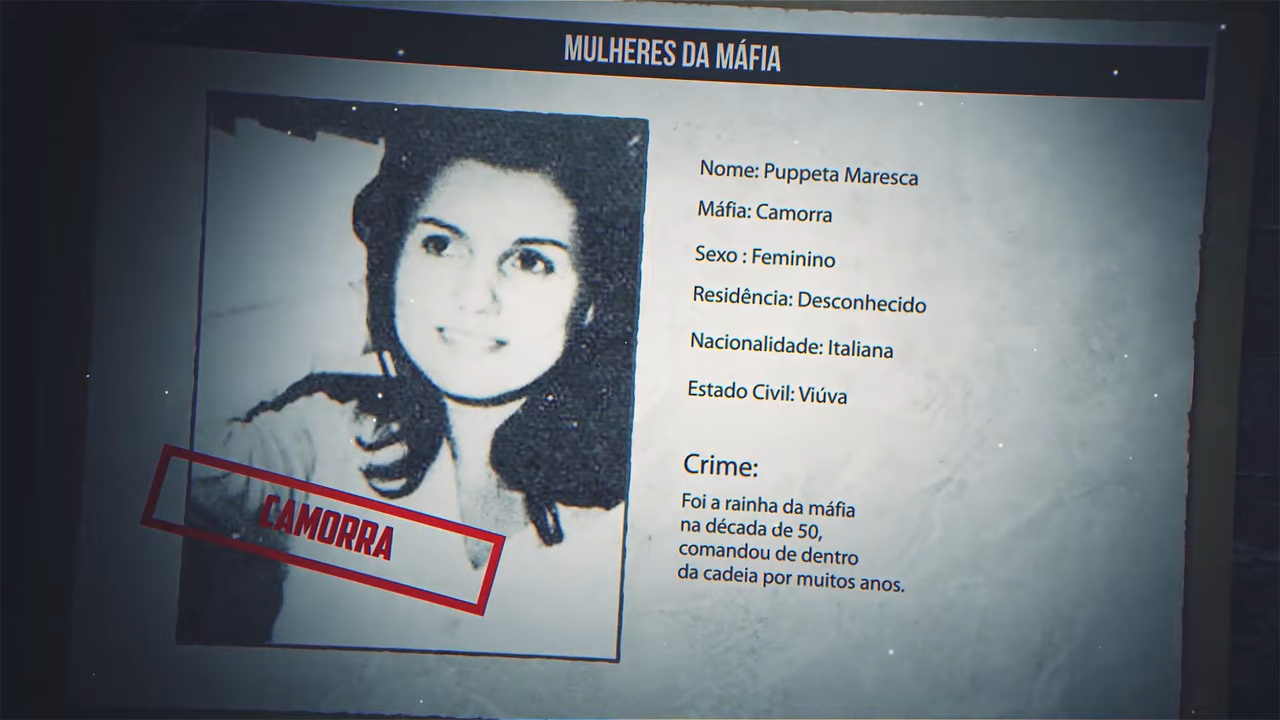 MULHERES DA MÁFIA
Nome: Puppeta Maresca
Máfia: Camorra
Sexo : Feminino
Residência: Desconhecido
Nacionalidade: Italiana
Estado Civil: Viúva
Crime:
Foi a rainha da máfia
na década de 50,
comandou de dentro
da cadeia por muitos anos.
CAMORRA